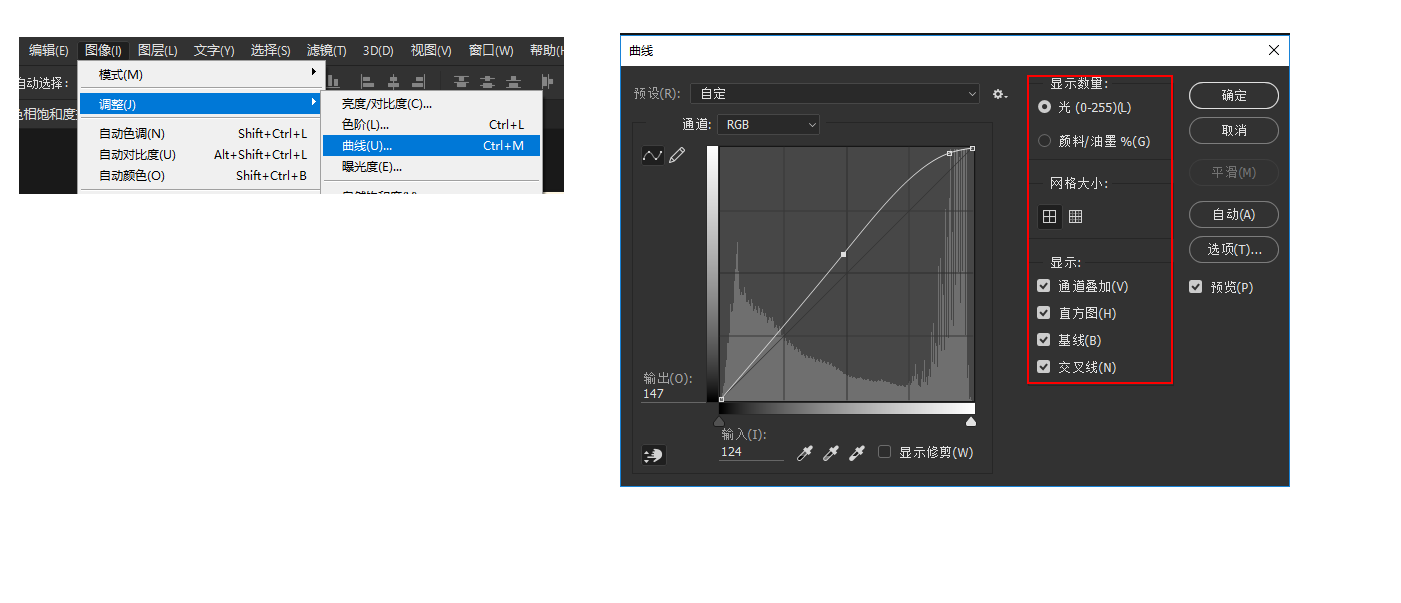 编辑(E) 图像(I) 图层(L) 文字(Y) 选择(S) 滤镜(T) 3D(D) 视图(V) 窗口(W) 帮助(H
自动选择：
模式(M)
色相饱和度
调整(J)
亮度/对比度(C)...
自动色调(N) Shift+Ctrl+L
色阶(L)... Ctrl+L
自动对比度(U) Alt+Shift+Ctrl+L
曲线(U)... Ctrl+M
自动颜色(O) Shift+Ctrl+B
曝光度(E)...
曲线
预设(R): 自定
通道: RGB
输出(O):
147
输入(I):
124
显示修剪(W)
显示数量:
光 (0-255)(L)
颜料/油墨 %(G)
网格大小:
显示:
通道叠加(V)
直方图(H)
基线(B)
交叉线(N)
确定
取消
平滑(M)
自动(A)
选项(T)...
预览(P)